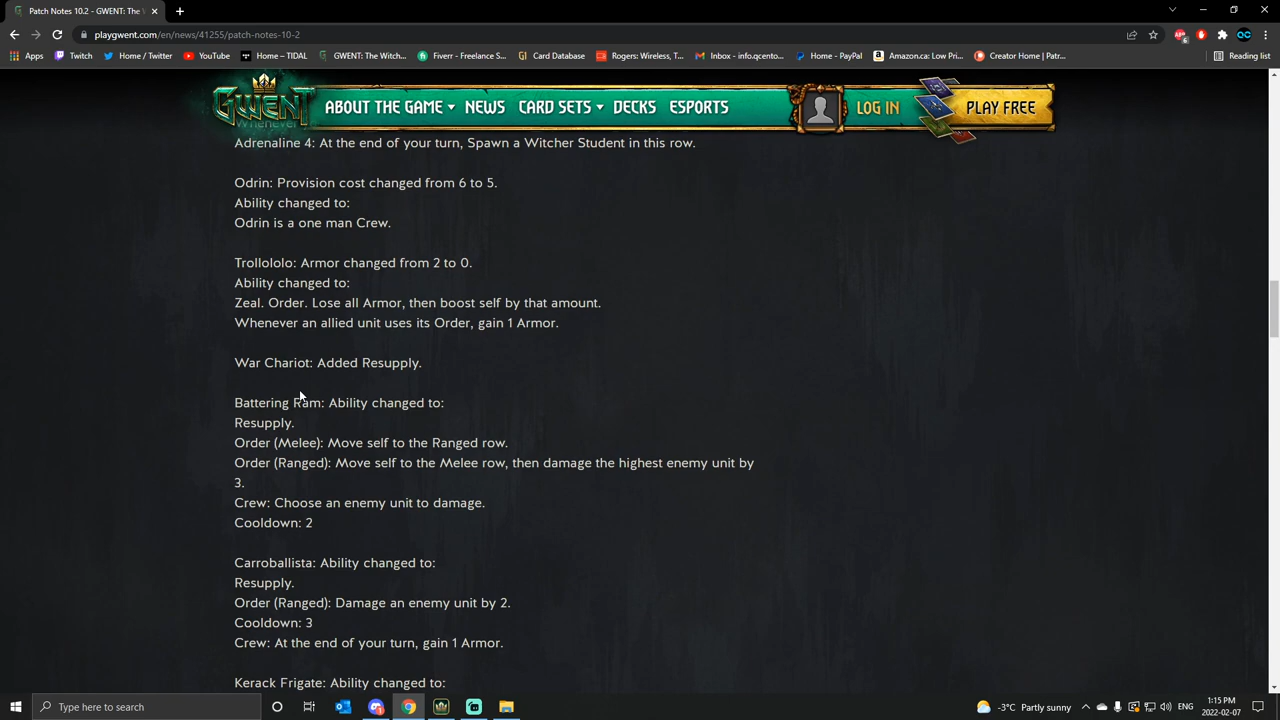 Patch Notes 10.2 - GWENT: The W
playgwent.com/en/news/41255/patch-notes-10-2
Apps Twitch Home / Twitter YouTube Home – TIDAL GWENT: The Witch... Fiverr - Freelance S... Card Database Rogers: Wireless, T... Inbox - info.qcento... Home - PayPal Amazon.ca: Low Pri... Creator Home | Patr... Reading list
GWENT ABOUT THE GAME NEWS CARD SETS DECKS ESPORTS LOG IN PLAY FREE
Adrenaline 4: At the end of your turn, Spawn a Witcher Student in this row.
Odrin: Provision cost changed from 6 to 5.
Ability changed to:
Odrin is a one man Crew.
Trollololo: Armor changed from 2 to 0.
Ability changed to:
Zeal. Order. Lose all Armor, then boost self by that amount.
Whenever an allied unit uses its Order, gain 1 Armor.
War Chariot: Added Resupply.
Battering Ram: Ability changed to:
Resupply.
Order (Melee): Move self to the Ranged row.
Order (Ranged): Move self to the Melee row, then damage the highest enemy unit by
3.
Crew: Choose an enemy unit to damage.
Cooldown: 2
Carroballista: Ability changed to:
Resupply.
Order (Ranged): Damage an enemy unit by 2.
Cooldown: 3
Crew: At the end of your turn, gain 1 Armor.
Kerack Frigate: Ability changed to:
Type here to search
-3°C Partly sunny
ENG
1:15 PM
2022-02-07